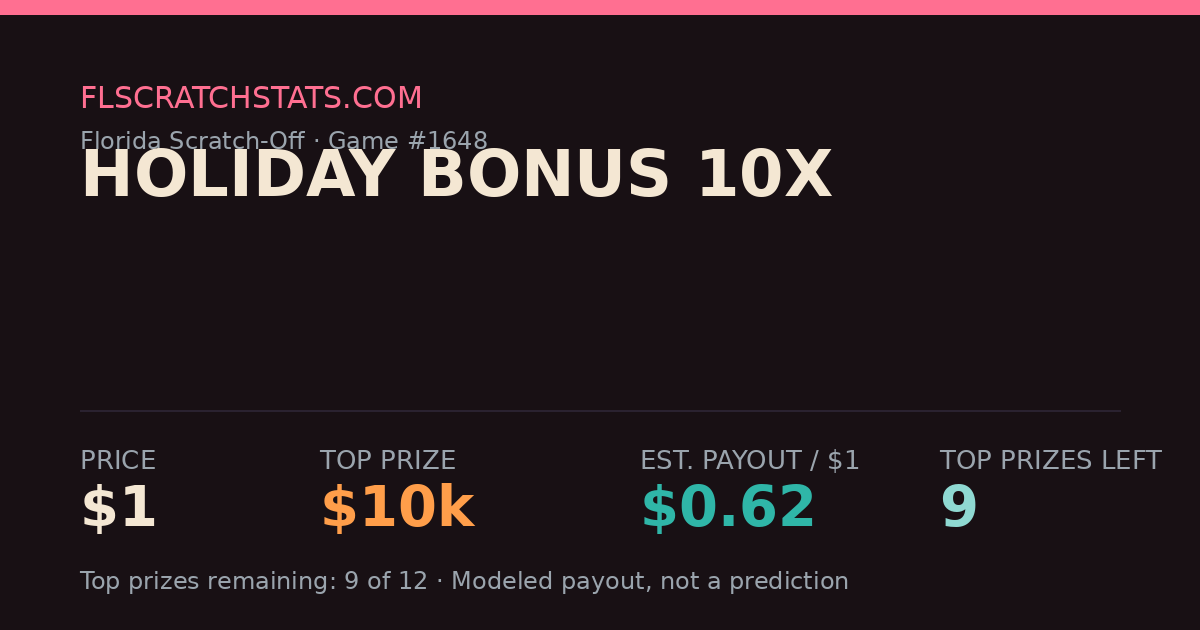 FLSCRATCHSTATS.COM
Florida Scratch-Off · Game #1648
HOLIDAY BONUS 10X
PRICE TOP PRIZE EST. PAYOUT / $1 TOP PRIZES LEFT
$1 $10k $0.62 9
Top prizes remaining: 9 of 12 · Modeled payout, not a prediction